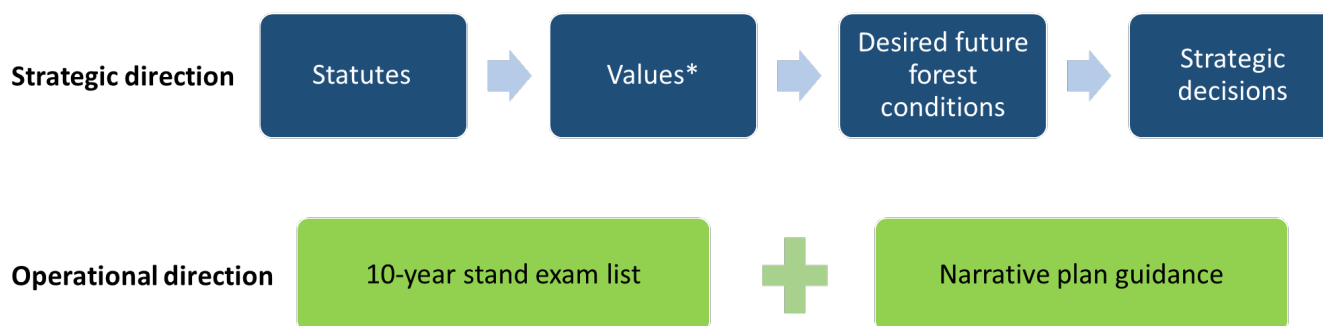 Strategic direction
Statutes
Values*
Desired future
forest
conditions
Strategic
decisions
Operational direction
10-year stand exam list
Narrative plan guidance